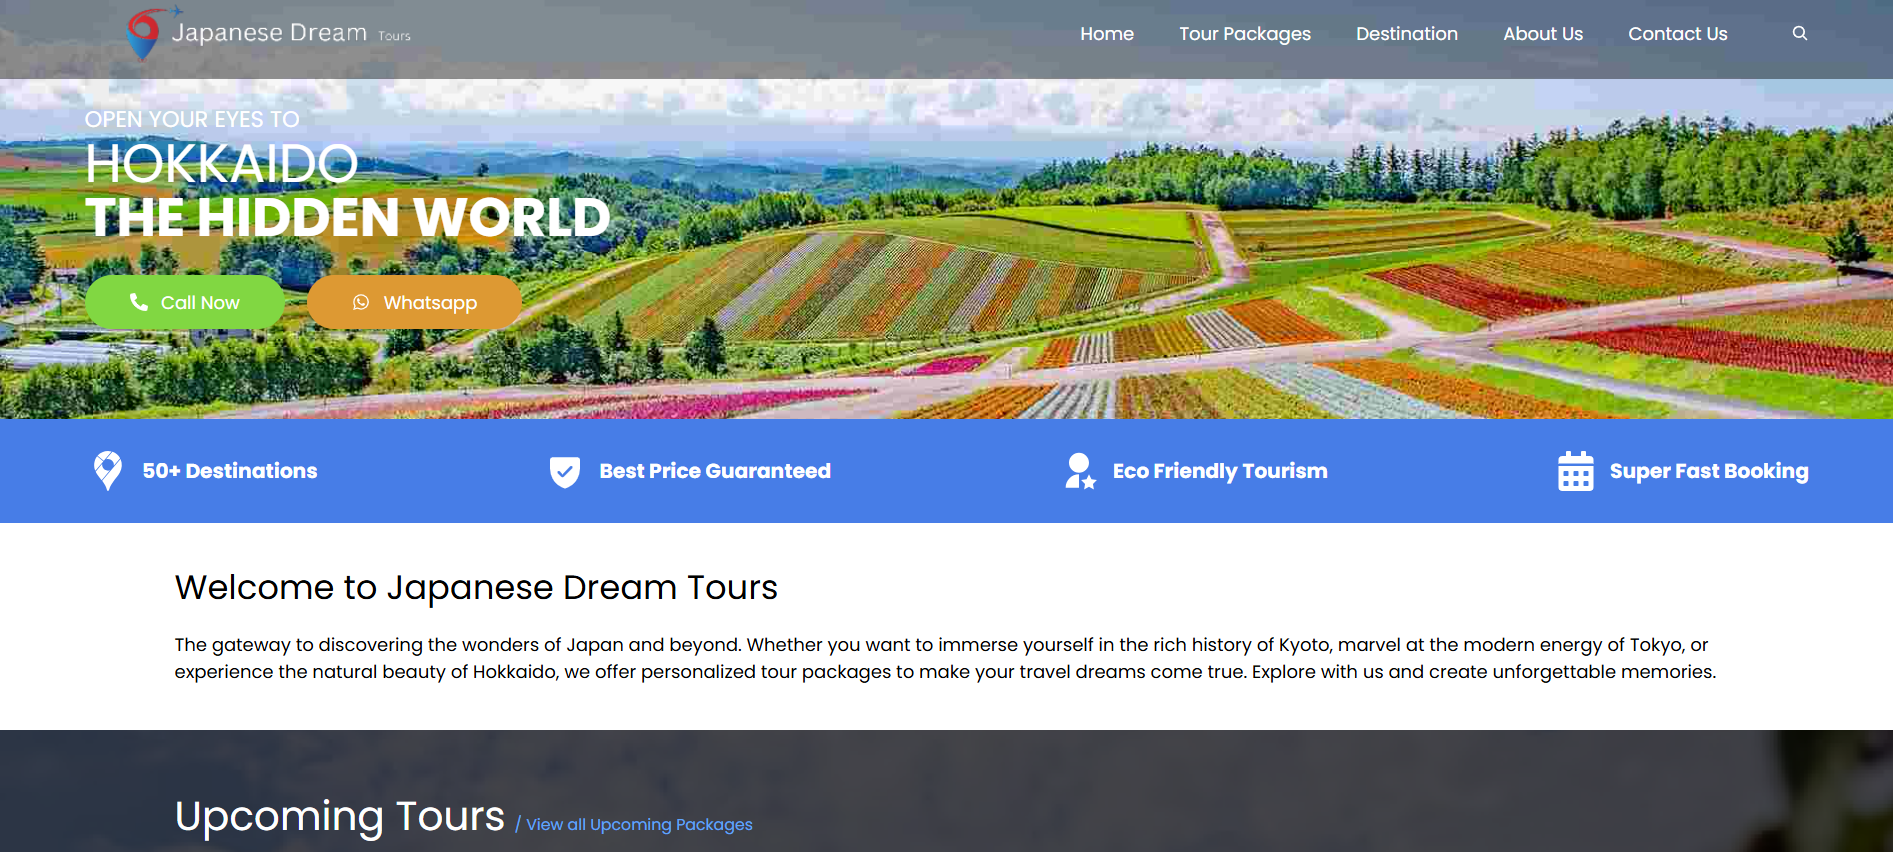 Japanese Dream Tours
Home
Tour Packages
Destination
About Us
Contact Us
OPEN YOUR EYES TO
HOKKAIDO
THE HIDDEN WORLD
Call Now
Whatsapp
50+ Destinations
Best Price Guaranteed
Eco Friendly Tourism
Super Fast Booking
Welcome to Japanese Dream Tours
The gateway to discovering the wonders of Japan and beyond. Whether you want to immerse yourself in the rich history of Kyoto, marvel at the modern energy of Tokyo, or
experience the natural beauty of Hokkaido, we offer personalized tour packages to make your travel dreams come true. Explore with us and create unforgettable memories.
Upcoming Tours / View all Upcoming Packages